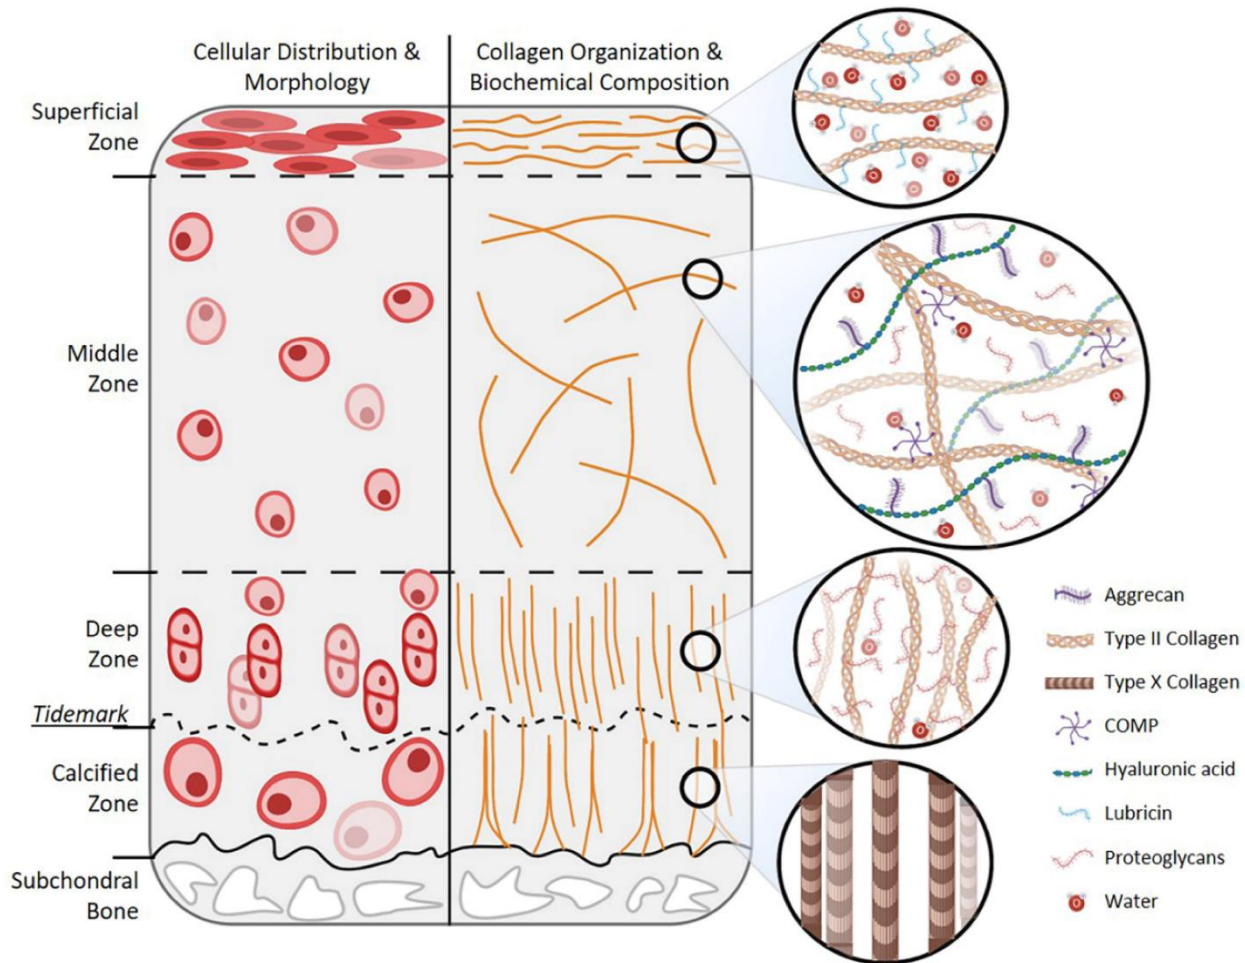 Cellular Distribution &
Morphology
Collagen Organization &
Biochemical Composition
Superficial
Zone
Middle
Zone
Deep
Zone
Tidemark
Calcified
Zone
Subchondral
Bone
Aggrecan
Type II Collagen
Type X Collagen
COMP
Hyaluronic acid
Lubricin
Proteoglycans
Water